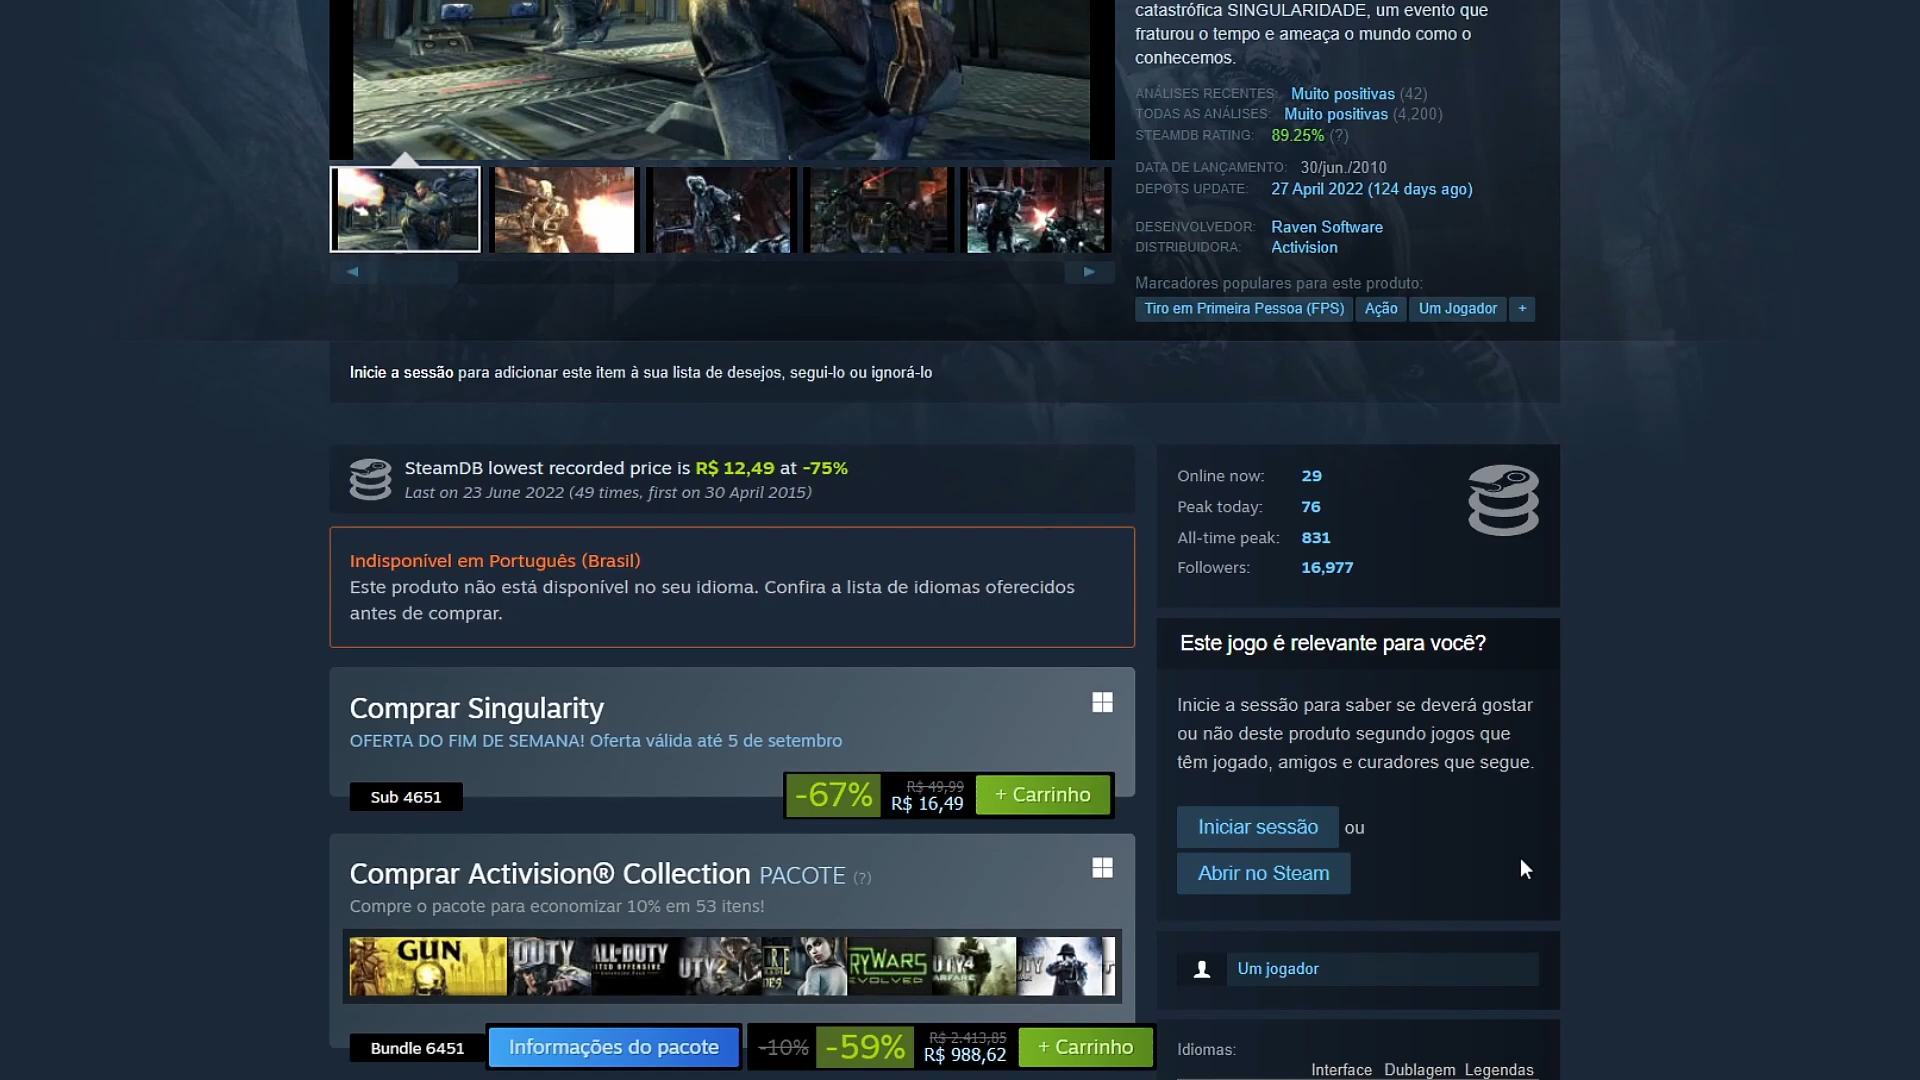 catastrófica SINGULARIDADE, um evento que
fraturou o tempo e ameaça o mundo como o
conhecemos.
ANÁLISES RECENTES: Muito positivas (42)
TODAS AS ANÁLISES: Muito positivas (4,200)
STEAMDB RATING: 89.25% (?)
DATA DE LANÇAMENTO: 30/jun./2010
DEPOTS UPDATE: 27 April 2022 (124 days ago)
DESENVOLVEDOR: Raven Software
DISTRIBUIDORA: Activision
Marcadores populares para este produto:
Tiro em Primeira Pessoa (FPS) Ação Um Jogador +
Inicie a sessão para adicionar este item à sua lista de desejos, segui-lo ou ignorá-lo
SteamDB lowest recorded price is R$ 12,49 at -75%
Last on 23 June 2022 (49 times, first on 30 April 2015)
Indisponível em Português (Brasil)
Este produto não está disponível no seu idioma. Confira a lista de idiomas oferecidos
antes de comprar.
Comprar Singularity
OFERTA DO FIM DE SEMANA! Oferta válida até 5 de setembro
Sub 4651
-67% R$ 49,99 R$ 16,49 + Carrinho
Comprar Activision® Collection PACOTE (?)
Compre o pacote para economizar 10% em 53 itens!
GUN DUTY ALL-DUTY UTY2 RYWARS UTY4
Bundle 6451 Informações do pacote -10% -59% R$ 2.413,85 R$ 988,62 + Carrinho
Online now: 29
Peak today: 76
All-time peak: 831
Followers: 16,977
Este jogo é relevante para você?
Inicie a sessão para saber se deverá gostar
ou não deste produto segundo jogos que
têm jogado, amigos e curadores que segue.
Iniciar sessão ou
Abrir no Steam
Um jogador
Idiomas:
Interface Dublagem Legendas